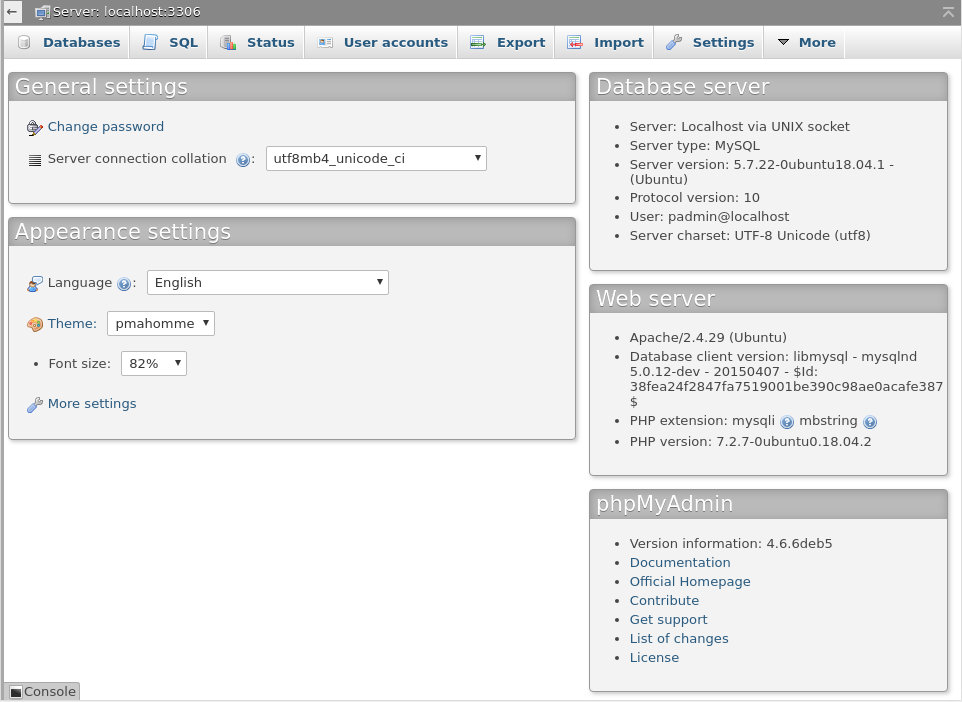 Server: localhost:3306
Databases SQL Status User accounts Export Import Settings More
General settings
Change password
Server connection collation : utf8mb4_unicode_ci
Appearance settings
Language : English
Theme: pmahomme
Font size: 82%
More settings
Database server
Server: Localhost via UNIX socket
Server type: MySQL
Server version: 5.7.22-0ubuntu18.04.1 -
(Ubuntu)
Protocol version: 10
User: padmin@localhost
Server charset: UTF-8 Unicode (utf8)
Web server
Apache/2.4.29 (Ubuntu)
Database client version: libmysql - mysqlnd
5.0.12-dev - 20150407 - $Id:
38fea24f2847fa7519001be390c98ae0acafe387
$
PHP extension: mysqli mbstring
PHP version: 7.2.7-0ubuntu0.18.04.2
phpMyAdmin
Version information: 4.6.6deb5
Documentation
Official Homepage
Contribute
Get support
List of changes
License
Console